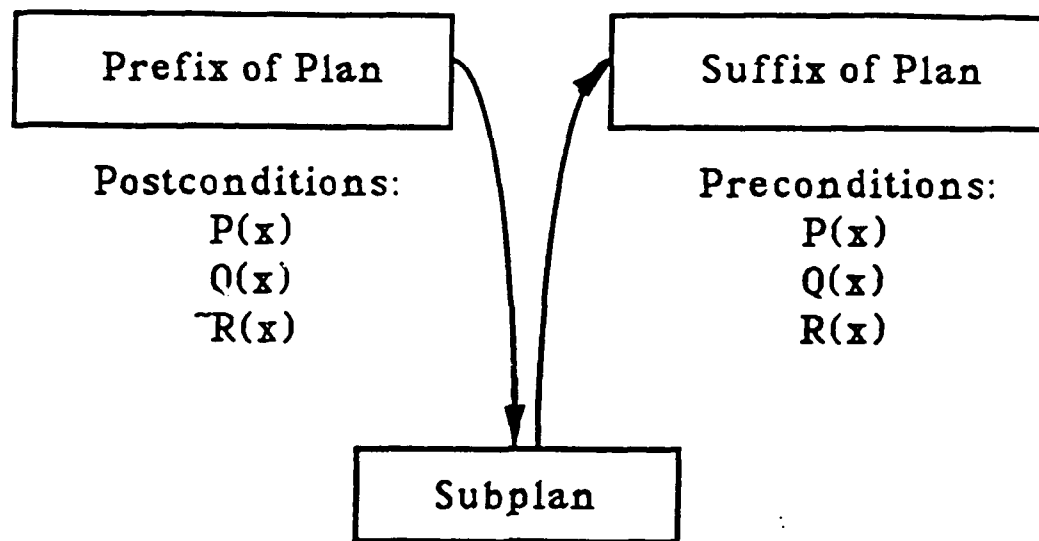 Prefix of Plan
Postconditions:
P(x)
Q(x)
~R(x)
Suffix of Plan
Preconditions:
P(x)
Q(x)
R(x)
Subplan